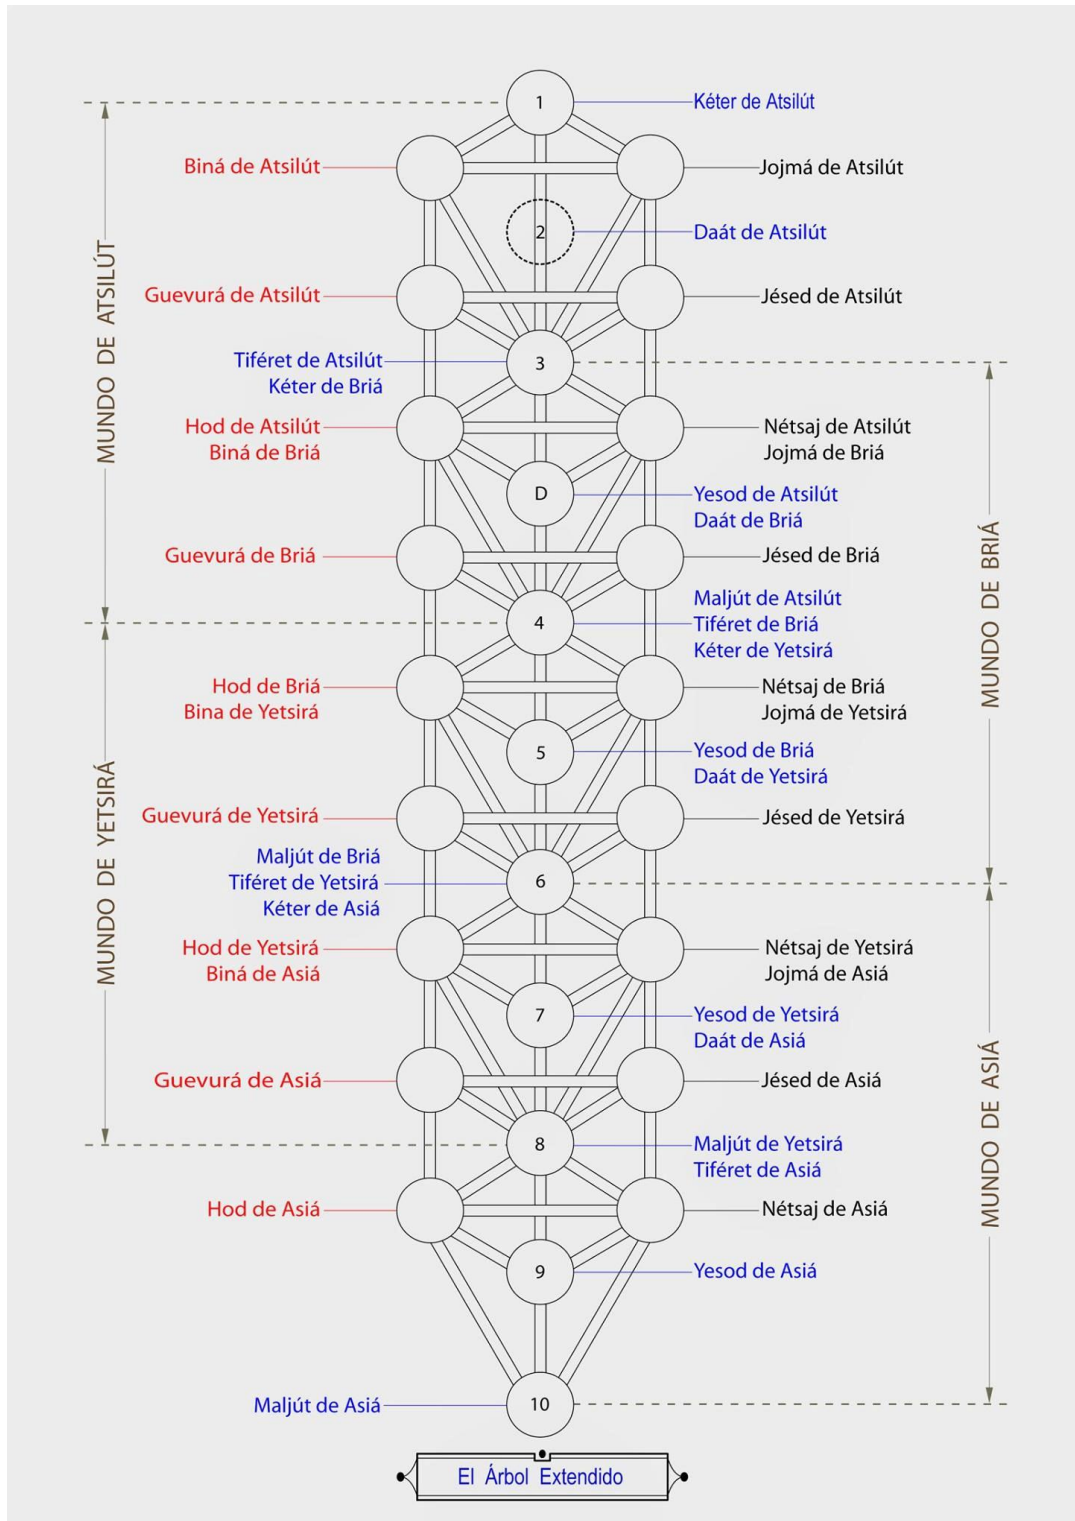 1
Kéter de Atsilút
Biná de Atsilút
Jojmá de Atsilút
2
Daát de Atsilút
MUNDO DE ATSILÚT
Guevurá de Atsilút
Jésed de Atsilút
Tiféret de Atsilút
Kéter de Briá
3
Hod de Atsilút
Biná de Briá
Nétsaj de Atsilút
Jojmá de Briá
D
Yesod de Atsilút
Daát de Briá
Guevurá de Briá
Jésed de Briá
MUNDO DE BRIÁ
4
Maljút de Atsilút
Tiféret de Briá
Kéter de Yetsirá
Hod de Briá
Bina de Yetsirá
Nétsaj de Briá
Jojmá de Yetsirá
5
Yesod de Briá
Daát de Yetsirá
MUNDO DE YETSIRÁ
Guevurá de Yetsirá
Jésed de Yetsirá
Maljút de Briá
Tiféret de Yetsirá
Kéter de Asiá
6
Hod de Yetsirá
Biná de Asiá
Nétsaj de Yetsirá
Jojmá de Asiá
7
Yesod de Yetsirá
Daát de Asiá
Guevurá de Asiá
Jésed de Asiá
MUNDO DE ASIÁ
8
Maljút de Yetsirá
Tiféret de Asiá
Hod de Asiá
Nétsaj de Asiá
9
Yesod de Asiá
Maljút de Asiá
10
El Árbol Extendido